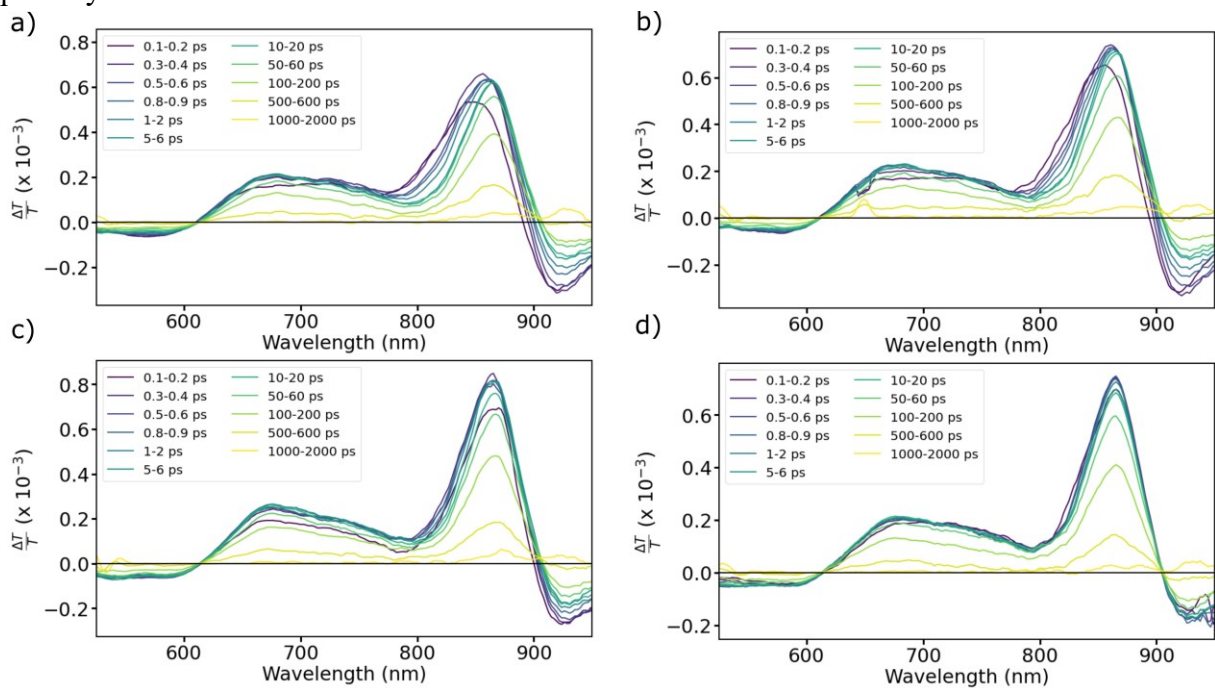 a)
0.1-0.2 ps
0.3-0.4 ps
0.5-0.6 ps
0.8-0.9 ps
1-2 ps
5-6 ps
10-20 ps
50-60 ps
100-200 ps
500-600 ps
1000-2000 ps
ΔT/T (x 10⁻³)
0.8
0.6
0.4
0.2
0.0
−0.2
600
700
800
900
Wavelength (nm)
b)
0.1-0.2 ps
0.3-0.4 ps
0.5-0.6 ps
0.8-0.9 ps
1-2 ps
5-6 ps
10-20 ps
50-60 ps
100-200 ps
500-600 ps
1000-2000 ps
ΔT/T (x 10⁻³)
0.6
0.4
0.2
0.0
−0.2
600
700
800
900
Wavelength (nm)
c)
0.1-0.2 ps
0.3-0.4 ps
0.5-0.6 ps
0.8-0.9 ps
1-2 ps
5-6 ps
10-20 ps
50-60 ps
100-200 ps
500-600 ps
1000-2000 ps
ΔT/T (x 10⁻³)
0.8
0.6
0.4
0.2
0.0
−0.2
600
700
800
900
Wavelength (nm)
d)
0.1-0.2 ps
0.3-0.4 ps
0.5-0.6 ps
0.8-0.9 ps
1-2 ps
5-6 ps
10-20 ps
50-60 ps
100-200 ps
500-600 ps
1000-2000 ps
ΔT/T (x 10⁻³)
0.6
0.4
0.2
0.0
−0.2
600
700
800
900
Wavelength (nm)